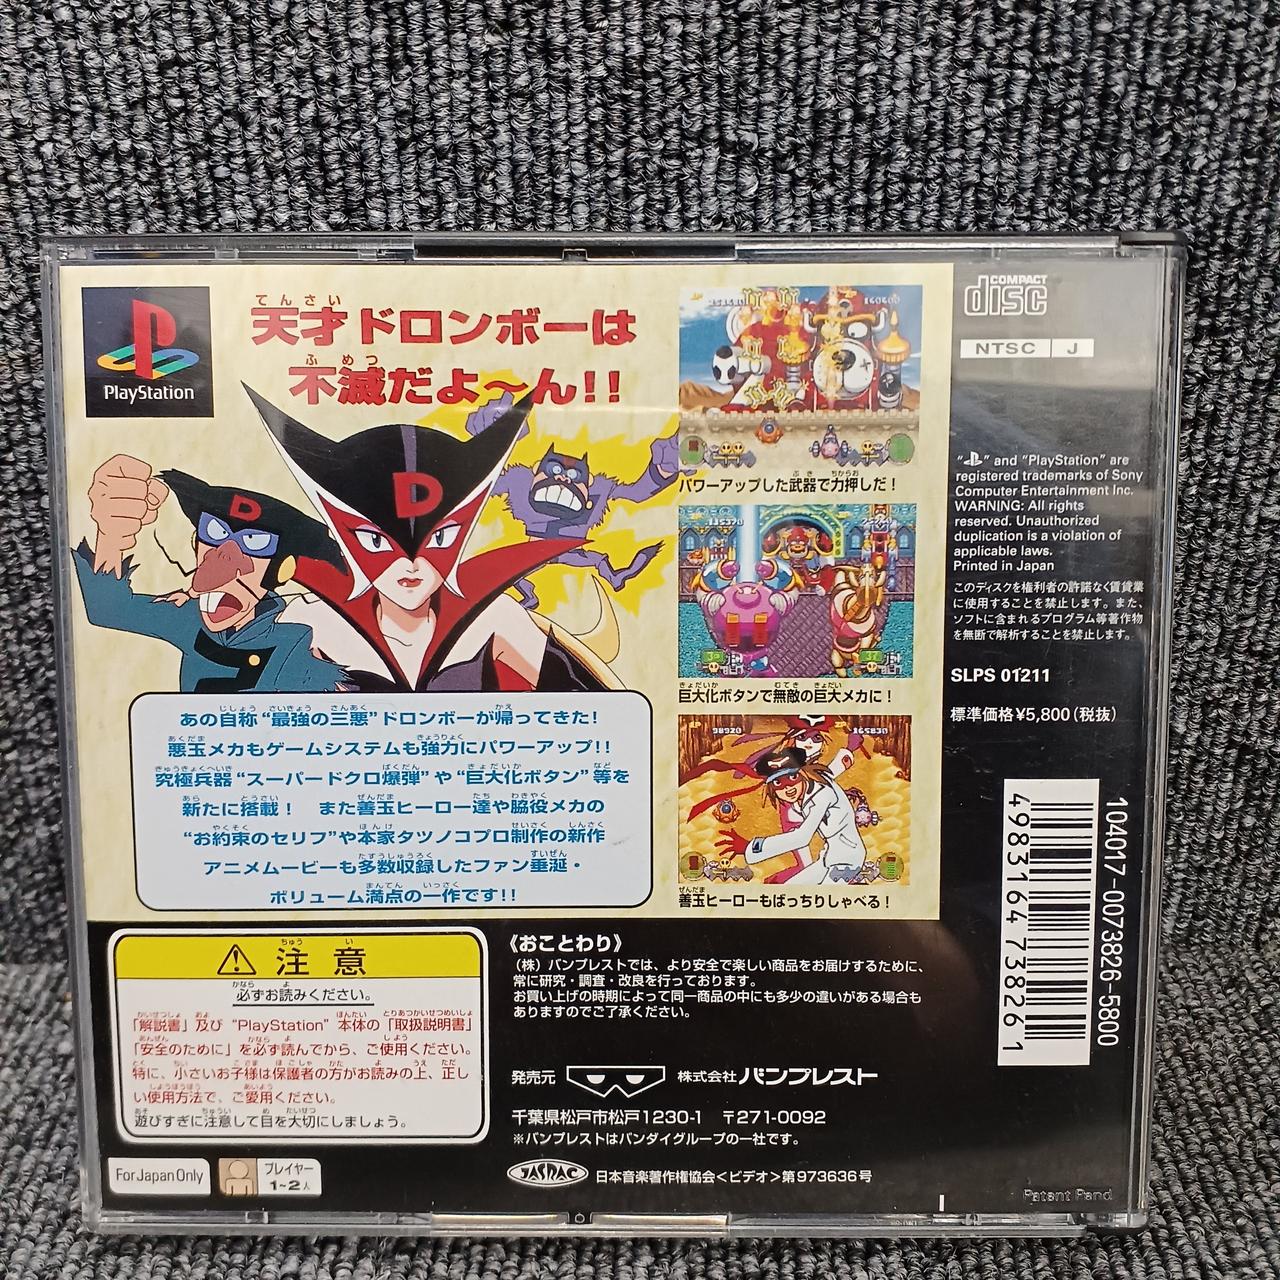 PlayStation
てんさい
天才ドロンボーは
ふめつ
不滅だよ〜ん!!
D
D
パワーアップした武器で力押しだ！
巨大化ボタンで無敵の巨大メカに！
善玉ヒーローもばっちりしゃべる！
あの自称“最強の三悪”ドロンボーが帰ってきた！
悪玉メカもゲームシステムも強力にパワーアップ!!
究極兵器“スーパードクロ爆弾”や“巨大化ボタン”等を
新たに搭載！ また善玉ヒーロー達や脇役メカの
“お約束のセリフ”や本家タツノコプロ制作の新作
アニメムービーも多数収録したファン垂涎・
ボリューム満点の一作です!!
COMPACT
disc
NTSC J
“PS” and “PlayStation” are
registered trademarks of Sony
Computer Entertainment Inc.
WARNING: All rights
reserved. Unauthorized
duplication is a violation of
applicable laws.
Printed in Japan
このディスクを権利者の許諾なく賃貸業
に使用することを禁止します。また、
ソフトに含まれるプログラム等著作物
を無断で解析することを禁止します。
SLPS 01211
標準価格¥5,800(税抜)
104017-0073826-5800
4983164738261
注意
必ずお読みください。
「解説書」及び “PlayStation” 本体の「取扱説明書」
「安全のために」を必ず読んでから、ご使用ください。
特に、小さいお子様は保護者の方がお読みの上、正し
い使用方法で、ご愛用ください。
遊びすぎに注意して目を大切にしましょう。
For Japan Only
プレイヤー
1~2人
《おことわり》
（株）バンプレストでは、より安全で楽しい商品をお届けするために、
常に研究・調査・改良を行っております。
お買い上げの時期によって同一商品の中にも多少の違いがある場合も
ありますのでご了承ください。
発売元 株式会社バンプレスト
千葉県松戸市松戸1230-1 〒271-0092
※バンプレストはバンダイグループの一社です。
JASRAC 日本音楽著作権協会<ビデオ>第973636号
Patent Pend